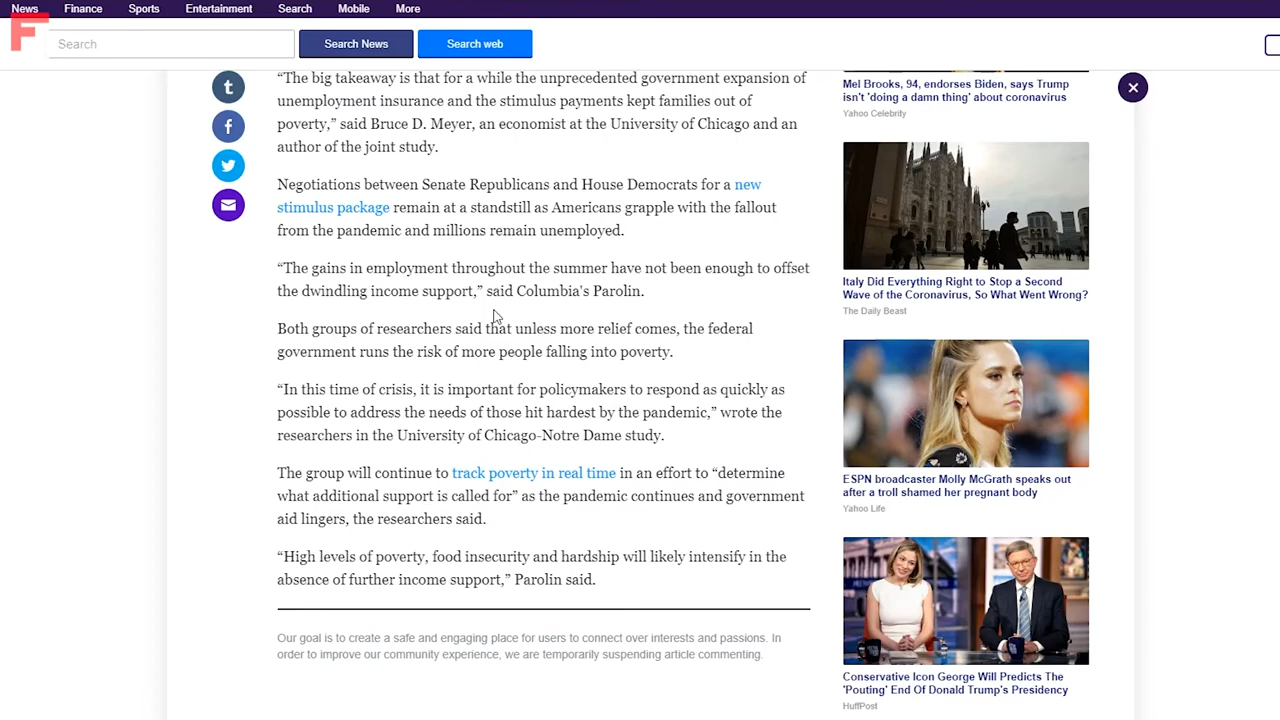 News Finance Sports Entertainment Search Mobile More
F
Search Search News Search web
“The big takeaway is that for a while the unprecedented government expansion of
unemployment insurance and the stimulus payments kept families out of
poverty,” said Bruce D. Meyer, an economist at the University of Chicago and an
author of the joint study.
Negotiations between Senate Republicans and House Democrats for a new
stimulus package remain at a standstill as Americans grapple with the fallout
from the pandemic and millions remain unemployed.
“The gains in employment throughout the summer have not been enough to offset
the dwindling income support,” said Columbia's Parolin.
Both groups of researchers said that unless more relief comes, the federal
government runs the risk of more people falling into poverty.
“In this time of crisis, it is important for policymakers to respond as quickly as
possible to address the needs of those hit hardest by the pandemic,” wrote the
researchers in the University of Chicago-Notre Dame study.
The group will continue to track poverty in real time in an effort to “determine
what additional support is called for” as the pandemic continues and government
aid lingers, the researchers said.
“High levels of poverty, food insecurity and hardship will likely intensify in the
absence of further income support,” Parolin said.
Our goal is to create a safe and engaging place for users to connect over interests and passions. In
order to improve our community experience, we are temporarily suspending article commenting.
Mel Brooks, 94, endorses Biden, says Trump
isn't 'doing a damn thing' about coronavirus
Yahoo Celebrity
Italy Did Everything Right to Stop a Second
Wave of the Coronavirus, So What Went Wrong?
The Daily Beast
ESPN broadcaster Molly McGrath speaks out
after a troll shamed her pregnant body
Yahoo Life
Conservative Icon George Will Predicts The
'Pouting' End Of Donald Trump's Presidency
HuffPost